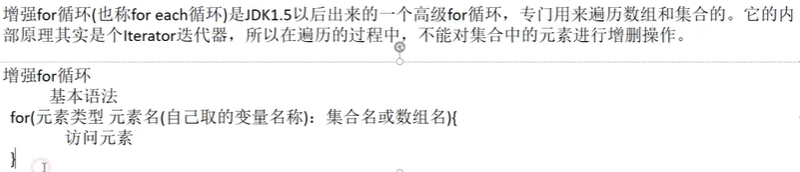 增强for循环(也称for each循环)是JDK1.5以后出来的一个高级for循环，专门用来遍历数组和集合的。它的内
部原理其实是个Iterator迭代器，所以在遍历的过程中，不能对集合中的元素进行增删操作。
增强for循环
基本语法
for(元素类型 元素名(自己取的变量名称)：集合名或数组名){
访问元素
}